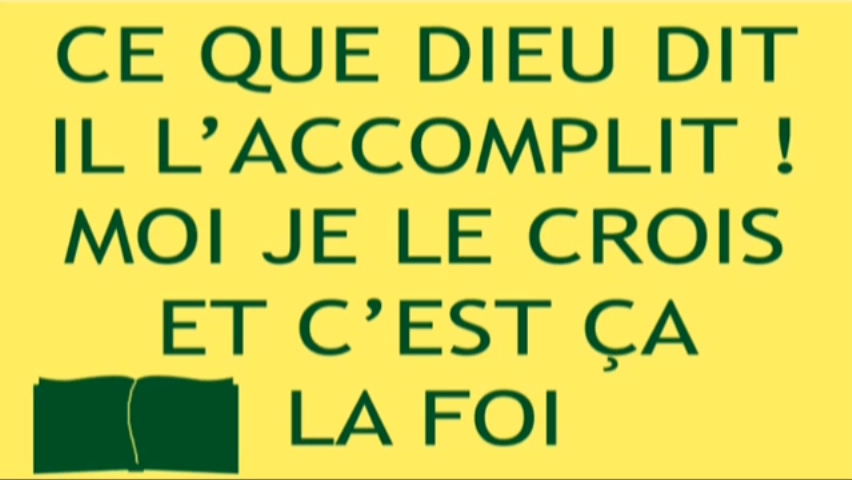 CE QUE DIEU DIT
IL L’ACCOMPLIT !
MOI JE LE CROIS
ET C’EST ÇA
LA FOI